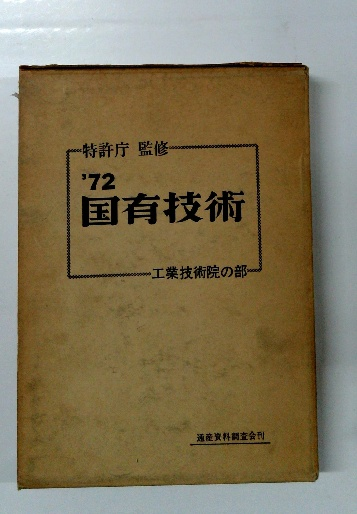 特許庁 監修
'72
国有技術
工業技術院の部
通産資料調査会刊